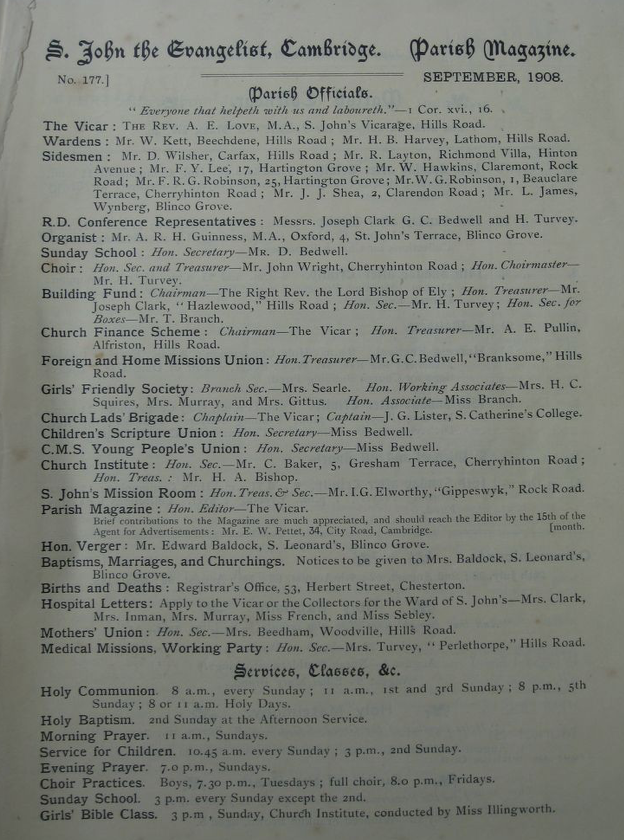 S. John the Evangelist, Cambridge. Parish Magazine.
No. 177.] SEPTEMBER, 1908.
Parish Officials.
" Everyone that helpeth with us and laboureth."—1 Cor. xvi., 16.
The Vicar : THE REV. A. E. LOVE, M.A., S. John's Vicarage, Hills Road.
Wardens : Mr. W. Kett, Beechdene, Hills Road ; Mr. H. B. Harvey, Lathom, Hills Road.
Sidesmen : Mr. D. Wilsher, Carfax, Hills Road ; Mr. R. Layton, Richmond Villa, Hinton
Avenue ; Mr. F. Y. Lee, 17, Hartington Grove ; Mr. W. Hawkins, Claremont, Rock
Road ; Mr. F. R. G. Robinson, 25, Hartington Grove ; Mr. W. G. Robinson, 1, Beauclare
Terrace, Cherryhinton Road ; Mr. J. J. Shea, 2, Clarendon Road ; Mr. L. James,
Wynberg, Blinco Grove.
R.D. Conference Representatives : Messrs. Joseph Clark G. C. Bedwell and H. Turvey.
Organist : Mr. A. R. H. Guinness, M.A., Oxford, 4, St. John's Terrace, Blinco Grove.
Sunday School : Hon. Secretary—MR. D. Bedwell.
Choir : Hon. Sec. and Treasurer—Mr. John Wright, Cherryhinton Road ; Hon. Choirmaster—
Mr. H. Turvey.
Building Fund : Chairman—The Right Rev. the Lord Bishop of Ely ; Hon. Treasurer—Mr.
Joseph Clark, " Hazlewood," Hills Road ; Hon. Sec.—Mr. H. Turvey ; Hon. Sec. for
Boxes—Mr. T. Branch.
Church Finance Scheme : Chairman—The Vicar ; Hon. Treasurer—Mr. A. E. Pullin,
Alfriston, Hills Road.
Foreign and Home Missions Union : Hon. Treasurer—Mr. G. C. Bedwell, "Branksome," Hills
Road.
Girls' Friendly Society : Branch Sec.—Mrs. Searle. Hon. Working Associates—Mrs. H. C.
Squires, Mrs. Murray, and Mrs. Gittus. Hon. Associate—Miss Branch.
Church Lads' Brigade : Chaplain—The Vicar ; Captain—J. G. Lister, S. Catherine's College.
Children's Scripture Union : Hon. Secretary—Miss Bedwell.
C.M.S. Young People's Union : Hon. Secretary—Miss Bedwell.
Church Institute : Hon. Sec.—Mr. C. Baker, 5, Gresham Terrace, Cherryhinton Road ;
Hon. Treas. : Mr. H. A. Bishop.
S. John's Mission Room : Hon. Treas. & Sec.—Mr. I.G. Elworthy, "Gippeswyk," Rock Road.
Parish Magazine : Hon. Editor—The Vicar.
Brief contributions to the Magazine are much appreciated, and should reach the Editor by the 15th of the
Agent for Advertisements : Mr. E. W. Pettet, 34, City Road, Cambridge. [month.
Hon. Verger : Mr. Edward Baldock, S. Leonard's, Blinco Grove.
Baptisms, Marriages, and Churchings. Notices to be given to Mrs. Baldock, S. Leonard's,
Blinco Grove.
Births and Deaths : Registrar's Office, 53, Herbert Street, Chesterton.
Hospital Letters : Apply to the Vicar or the Collectors for the Ward of S. John's—Mrs. Clark,
Mrs. Inman, Mrs. Murray, Miss French, and Miss Sebley.
Mothers' Union : Hon. Sec.—Mrs. Beedham, Woodville, Hills Road.
Medical Missions, Working Party : Hon. Sec.—Mrs. Turvey, " Perlethorpe," Hills Road.
Services, Classes, &c.
Holy Communion. 8 a.m., every Sunday ; 11 a.m., 1st and 3rd Sunday ; 8 p.m., 5th
Sunday ; 8 or 11 a.m. Holy Days.
Holy Baptism. 2nd Sunday at the Afternoon Service.
Morning Prayer. 11 a.m., Sundays.
Service for Children. 10.45 a.m. every Sunday ; 3 p.m., 2nd Sunday.
Evening Prayer. 7.0 p.m., Sundays.
Choir Practices. Boys, 7.30 p.m., Tuesdays ; full choir, 8.0 p.m., Fridays.
Sunday School. 3 p.m. every Sunday except the 2nd.
Girls' Bible Class. 3 p.m , Sunday, Church Institute, conducted by Miss Illingworth.